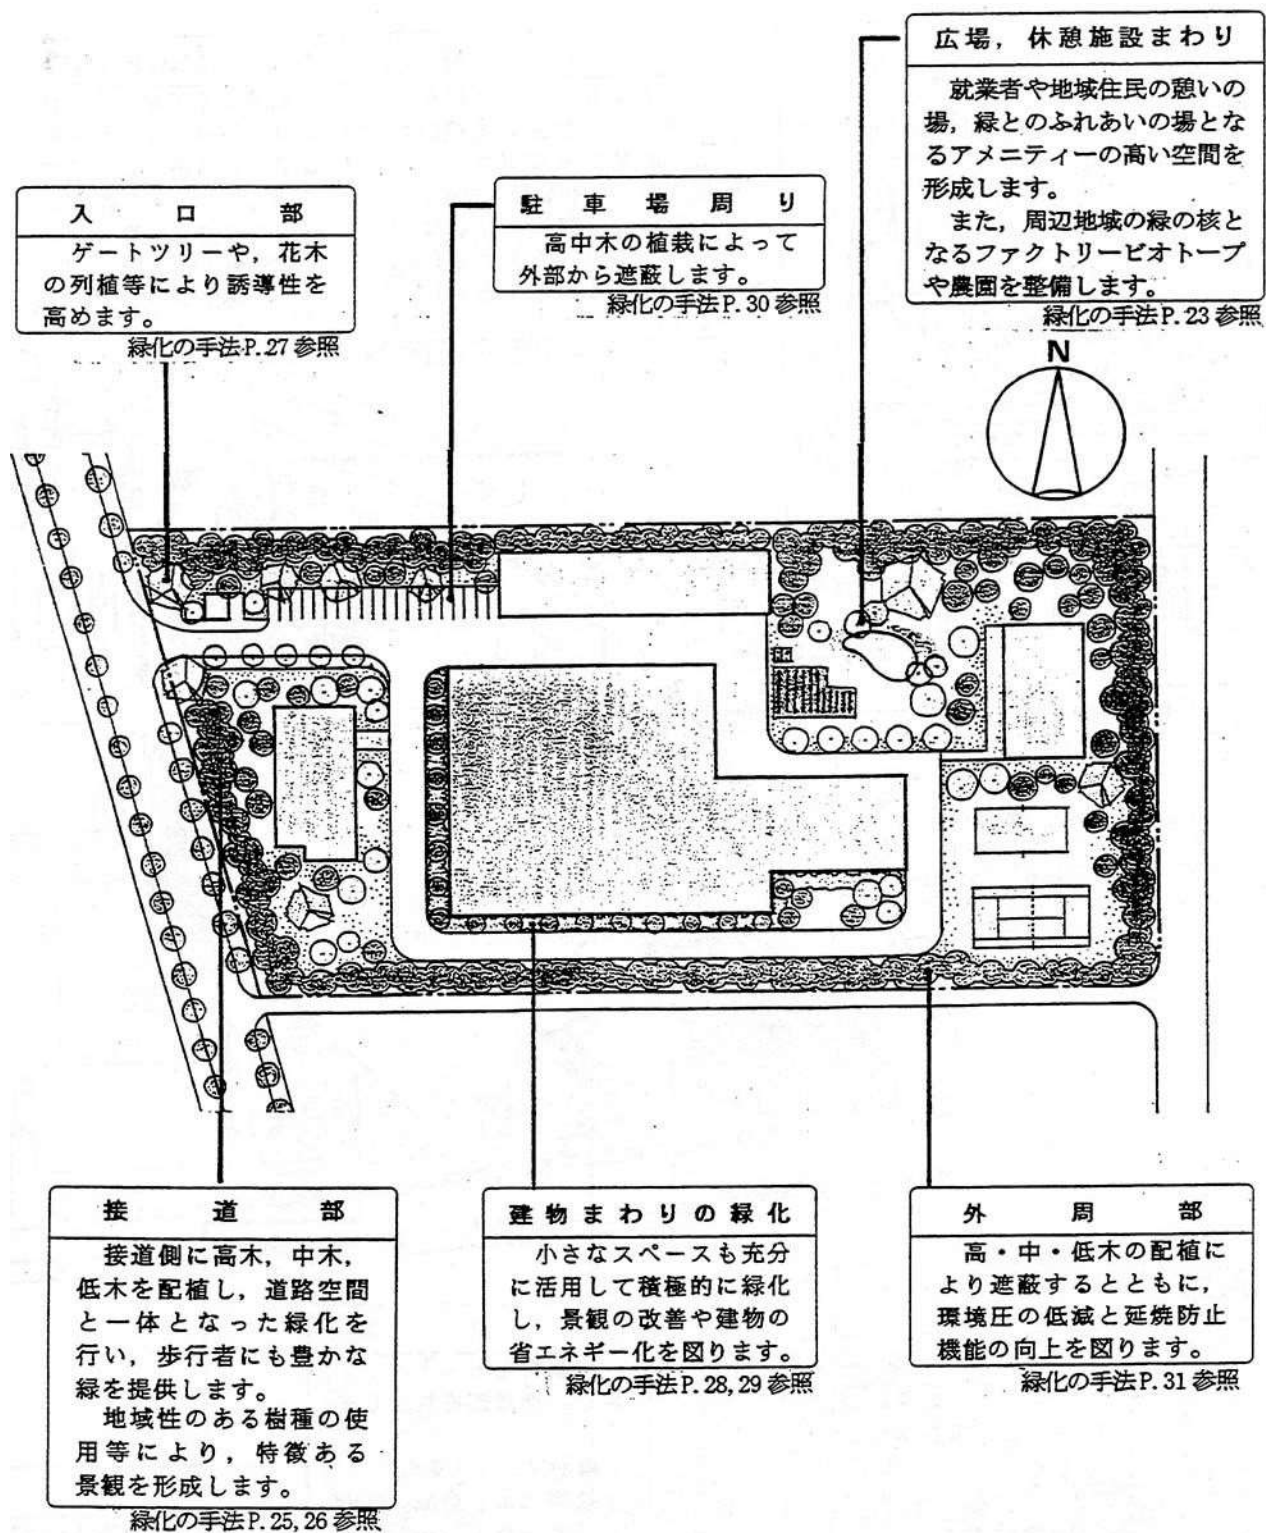 広場，休憩施設まわり
就業者や地域住民の憩いの
場，緑とのふれあいの場とな
るアメニティーの高い空間を
形成します。
また，周辺地域の緑の核と
なるファクトリービオトープ
や農園を整備します。
緑化の手法P.23 参照
入口部
ゲートツリーや，花木
の列植等により誘導性を
高めます。
緑化の手法P.27 参照
駐車場周り
高中木の植栽によって
外部から遮蔽します。
緑化の手法P.30 参照
N
接道部
接道側に高木，中木，
低木を配植し，道路空間
と一体となった緑化を
行い，歩行者にも豊かな
緑を提供します。
地域性のある樹種の使
用等により，特徴ある
景観を形成します。
緑化の手法P.25,26 参照
建物まわりの緑化
小さなスペースも充分
に活用して積極的に緑化
し，景観の改善や建物の
省エネギー化を図ります。
緑化の手法P.28,29 参照
外周部
高・中・低木の配植に
より遮蔽するとともに，
環境圧の低減と延焼防止
機能の向上を図ります。
緑化の手法P.31 参照